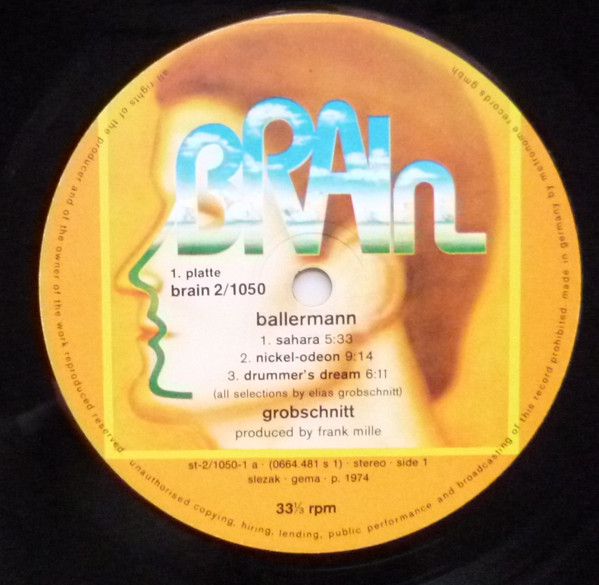 BRAIN
1. platte
brain 2/1050
ballermann
1. sahara 5:33
2. nickel-odeon 9:14
3. drummer's dream 6:11
(all selections by elias grobschnitt)
grobschnitt
produced by frank mille
st-2/1050-1 a · (0664.481 s 1) · stereo · side 1
slezak · gema · p. 1974
33⅓ rpm
all rights of the producer and of the owner of the work reproduced reserved. unauthorised copying, hiring, lending, public performance and broadcasting of this record prohibited. made in germany by metronome records gmbh